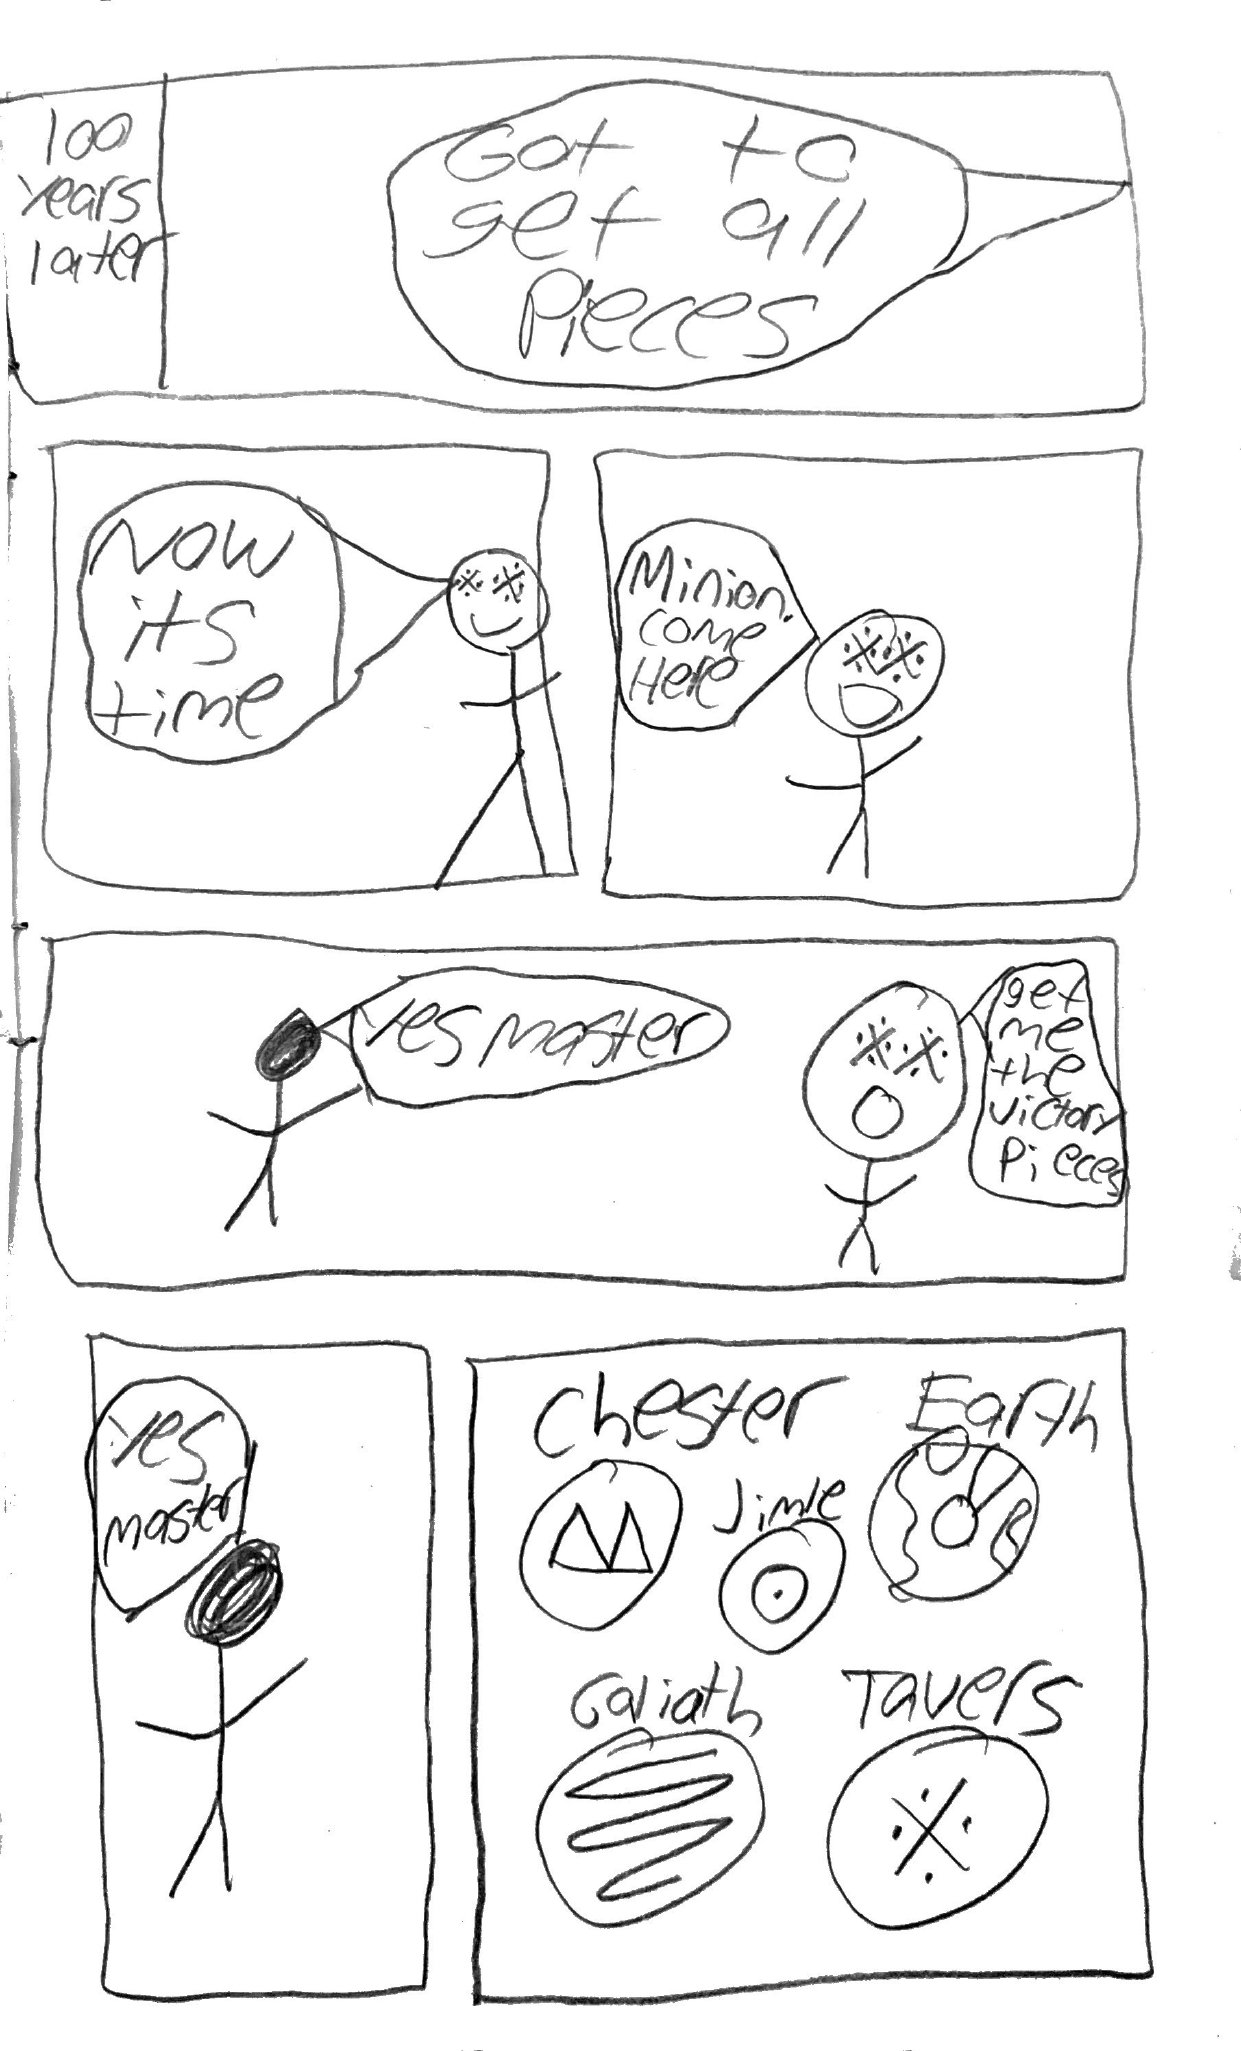 100
years
later
Got to
get all
Pieces
Now
its
time
Minion
come
Here
Yes master
get
me
the
victory
Pieces
Yes
master
Chester
Earth
Jimle
Goliath
Tavers